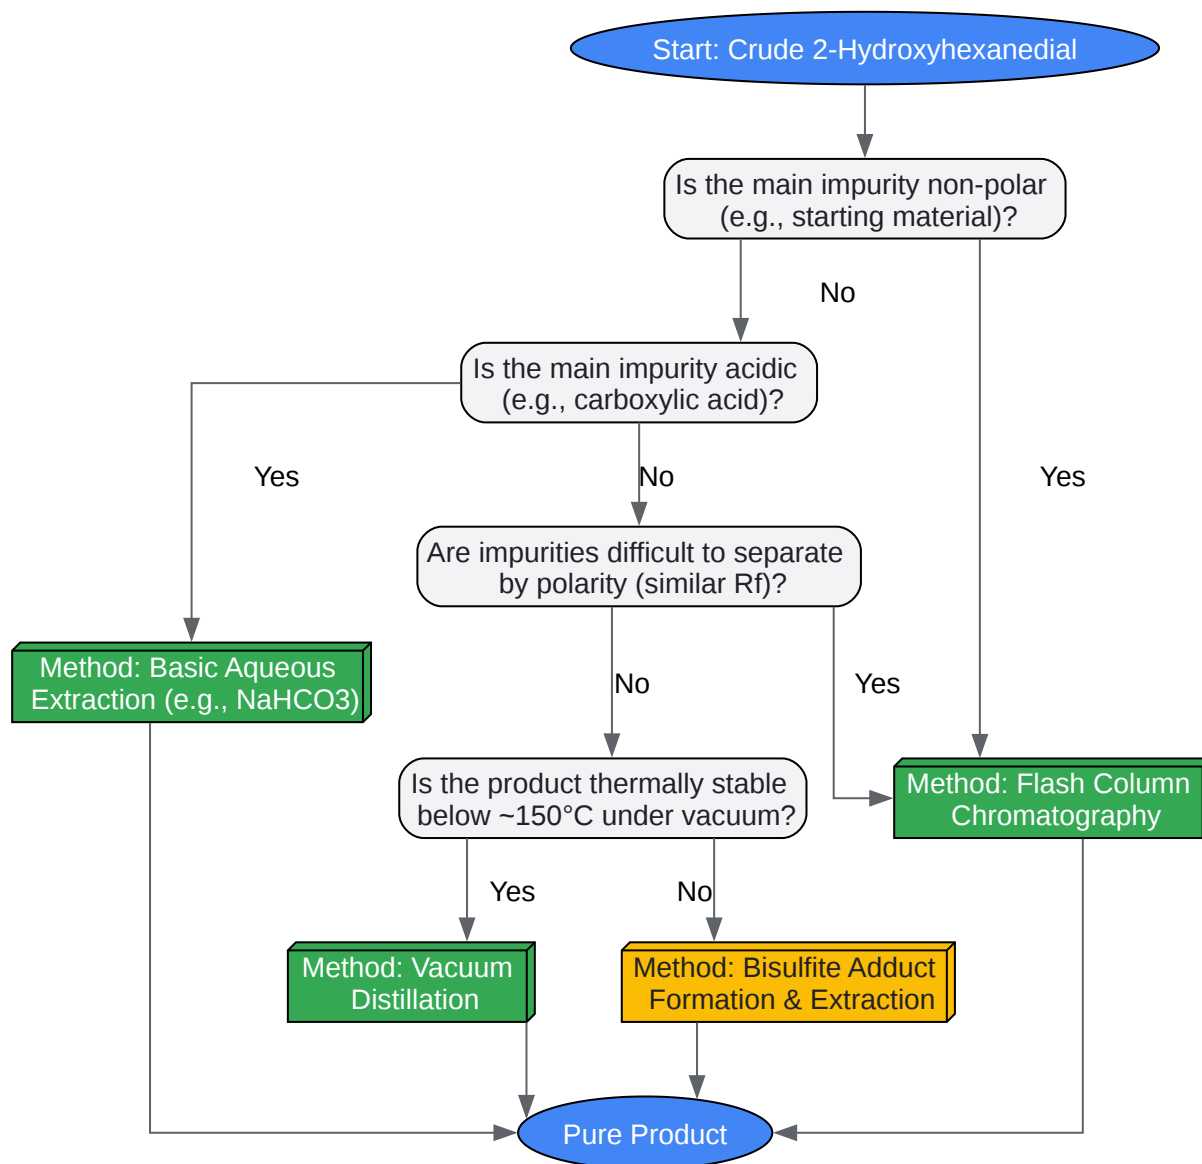 Start: Crude 2-Hydroxyhexanedial
Is the main impurity non-polar
(e.g., starting material)?
No
Is the main impurity acidic
(e.g., carboxylic acid)?
Yes
No
Yes
Are impurities difficult to separate
by polarity (similar Rf)?
Method: Basic Aqueous
Extraction (e.g., NaHCO3)
No
Yes
Is the product thermally stable
below ~150°C under vacuum?
Method: Flash Column
Chromatography
Yes
No
Method: Vacuum
Distillation
Method: Bisulfite Adduct
Formation & Extraction
Pure Product